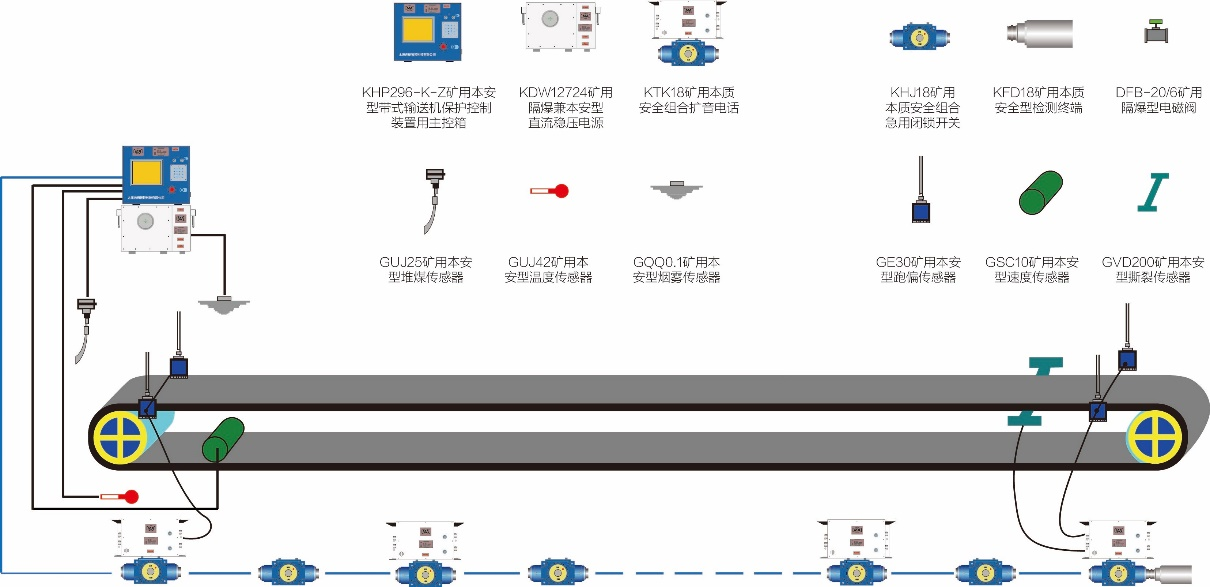 KHP296-K-Z矿用本安
型带式输送机保护控制
装置用主控箱
KDW12724矿用
隔爆兼本安型
直流稳压电源
KTK18矿用本质
安全组合扩音电话
KHJ18矿用
本质安全组合
急用闭锁开关
KFD18矿用本质
安全型检测终端
DFB-20/6矿用
隔爆型电磁阀
GUJ25矿用本安
型堆煤传感器
GUJ42矿用本
安型温度传感器
GQQ0.1矿用本
安型烟雾传感器
GE30矿用本安
型跑偏传感器
GSC10矿用本安
型速度传感器
GVD200矿用本安
型撕裂传感器